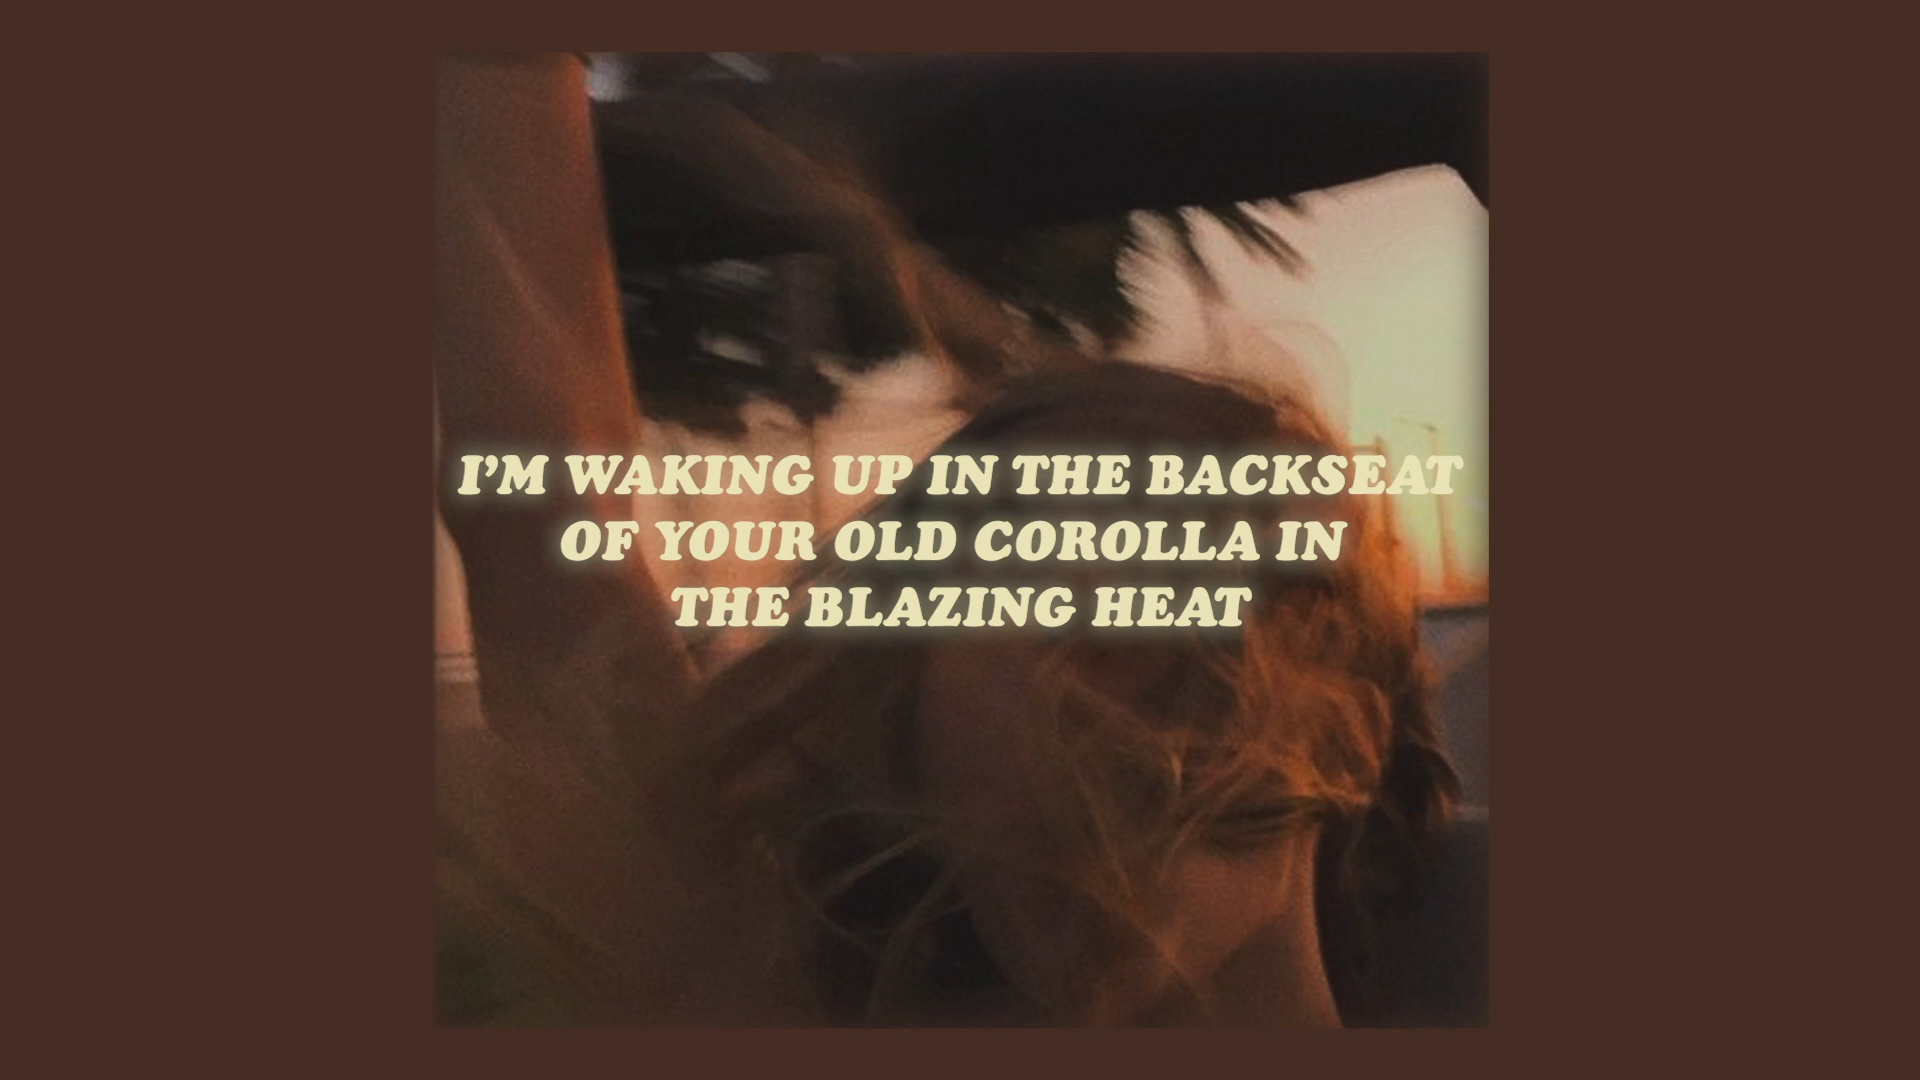 I’M WAKING UP IN THE BACKSEAT
OF YOUR OLD COROLLA IN
THE BLAZING HEAT